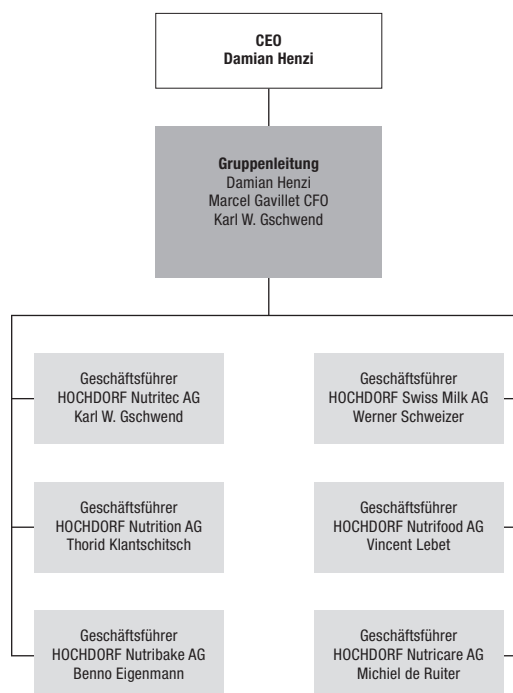 CEO
Damian Henzi
Gruppenleitung
Damian Henzi
Marcel Gavillet CFO
Karl W. Gschwend
Geschäftsführer
HOCHDORF Nutritec AG
Karl W. Gschwend
Geschäftsführer
HOCHDORF Swiss Milk AG
Werner Schweizer
Geschäftsführer
HOCHDORF Nutrition AG
Thorid Klantschitsch
Geschäftsführer
HOCHDORF Nutrifood AG
Vincent Lebet
Geschäftsführer
HOCHDORF Nutribake AG
Benno Eigenmann
Geschäftsführer
HOCHDORF Nutricare AG
Michiel de Ruiter